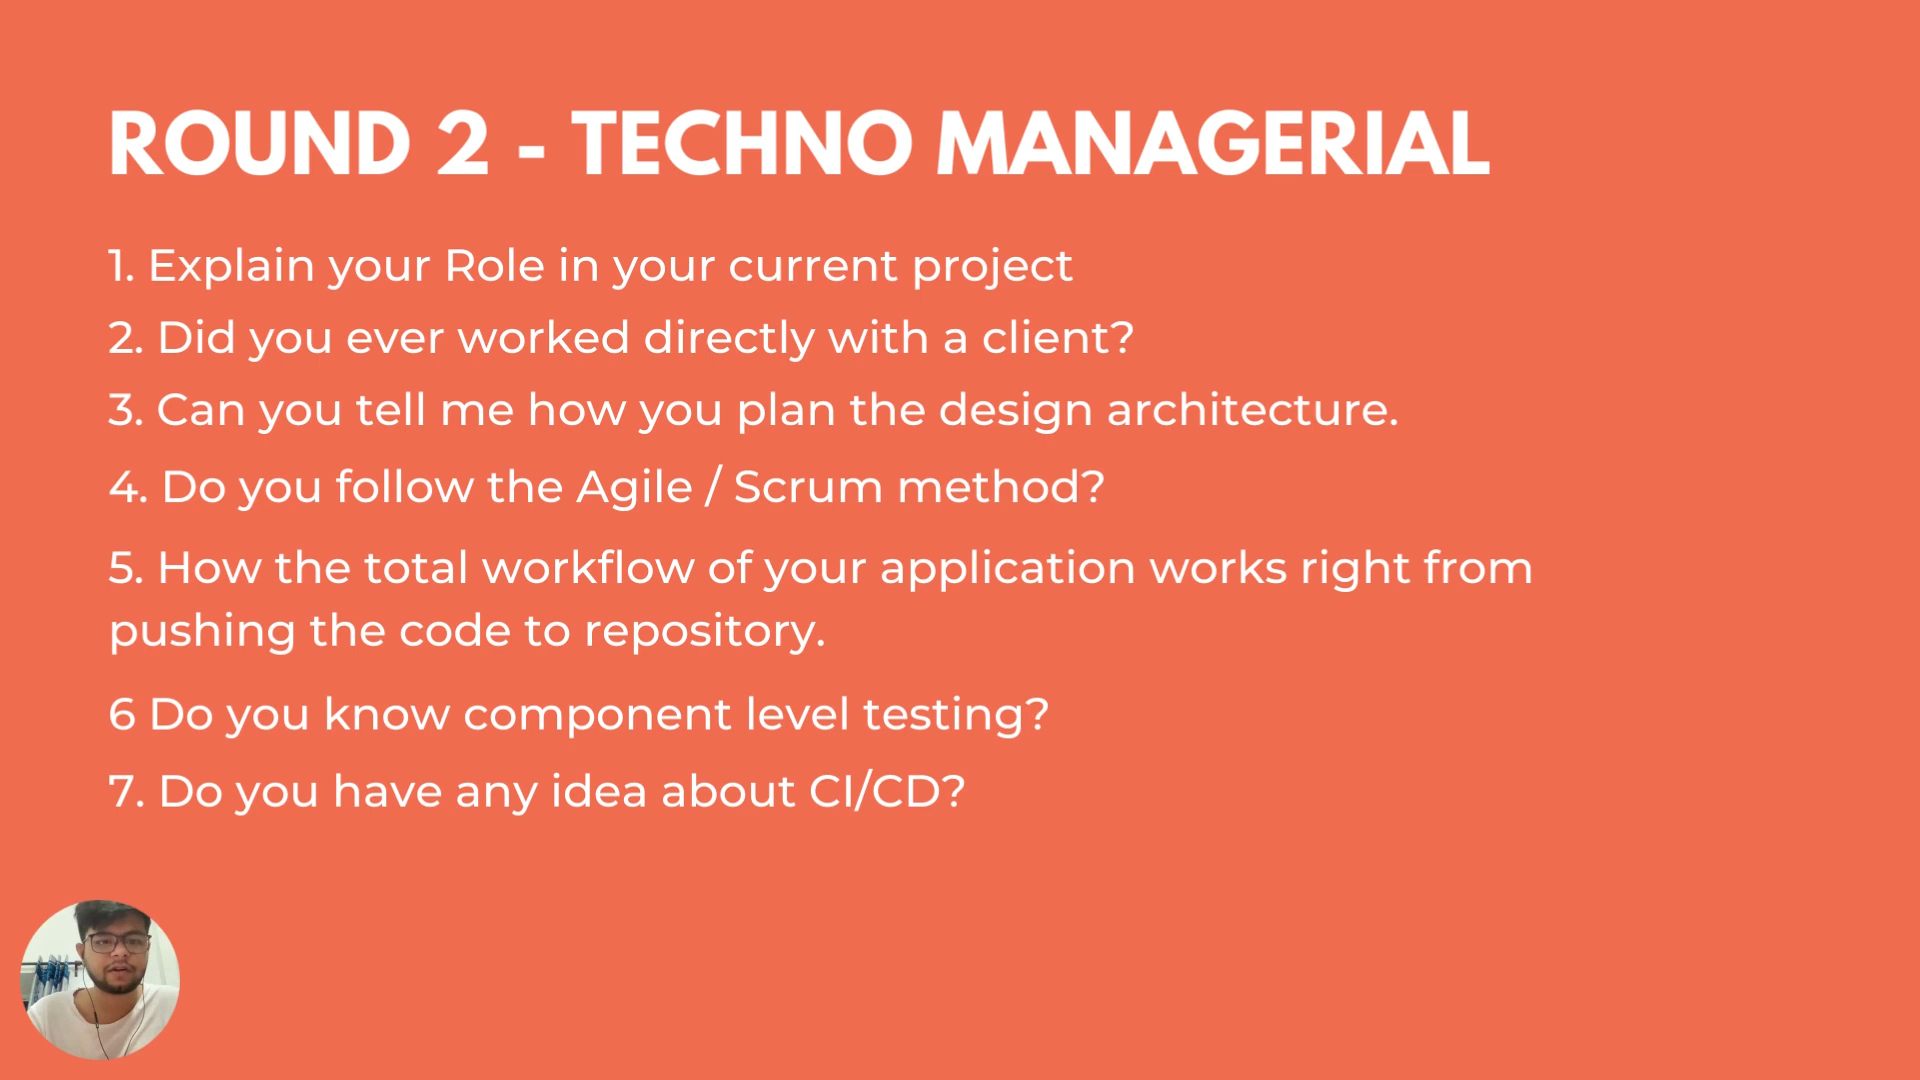 ROUND 2 - TECHNO MANAGERIAL
1. Explain your Role in your current project
2. Did you ever worked directly with a client?
3. Can you tell me how you plan the design architecture.
4. Do you follow the Agile / Scrum method?
5. How the total workflow of your application works right from
pushing the code to repository.
6 Do you know component level testing?
7. Do you have any idea about CI/CD?